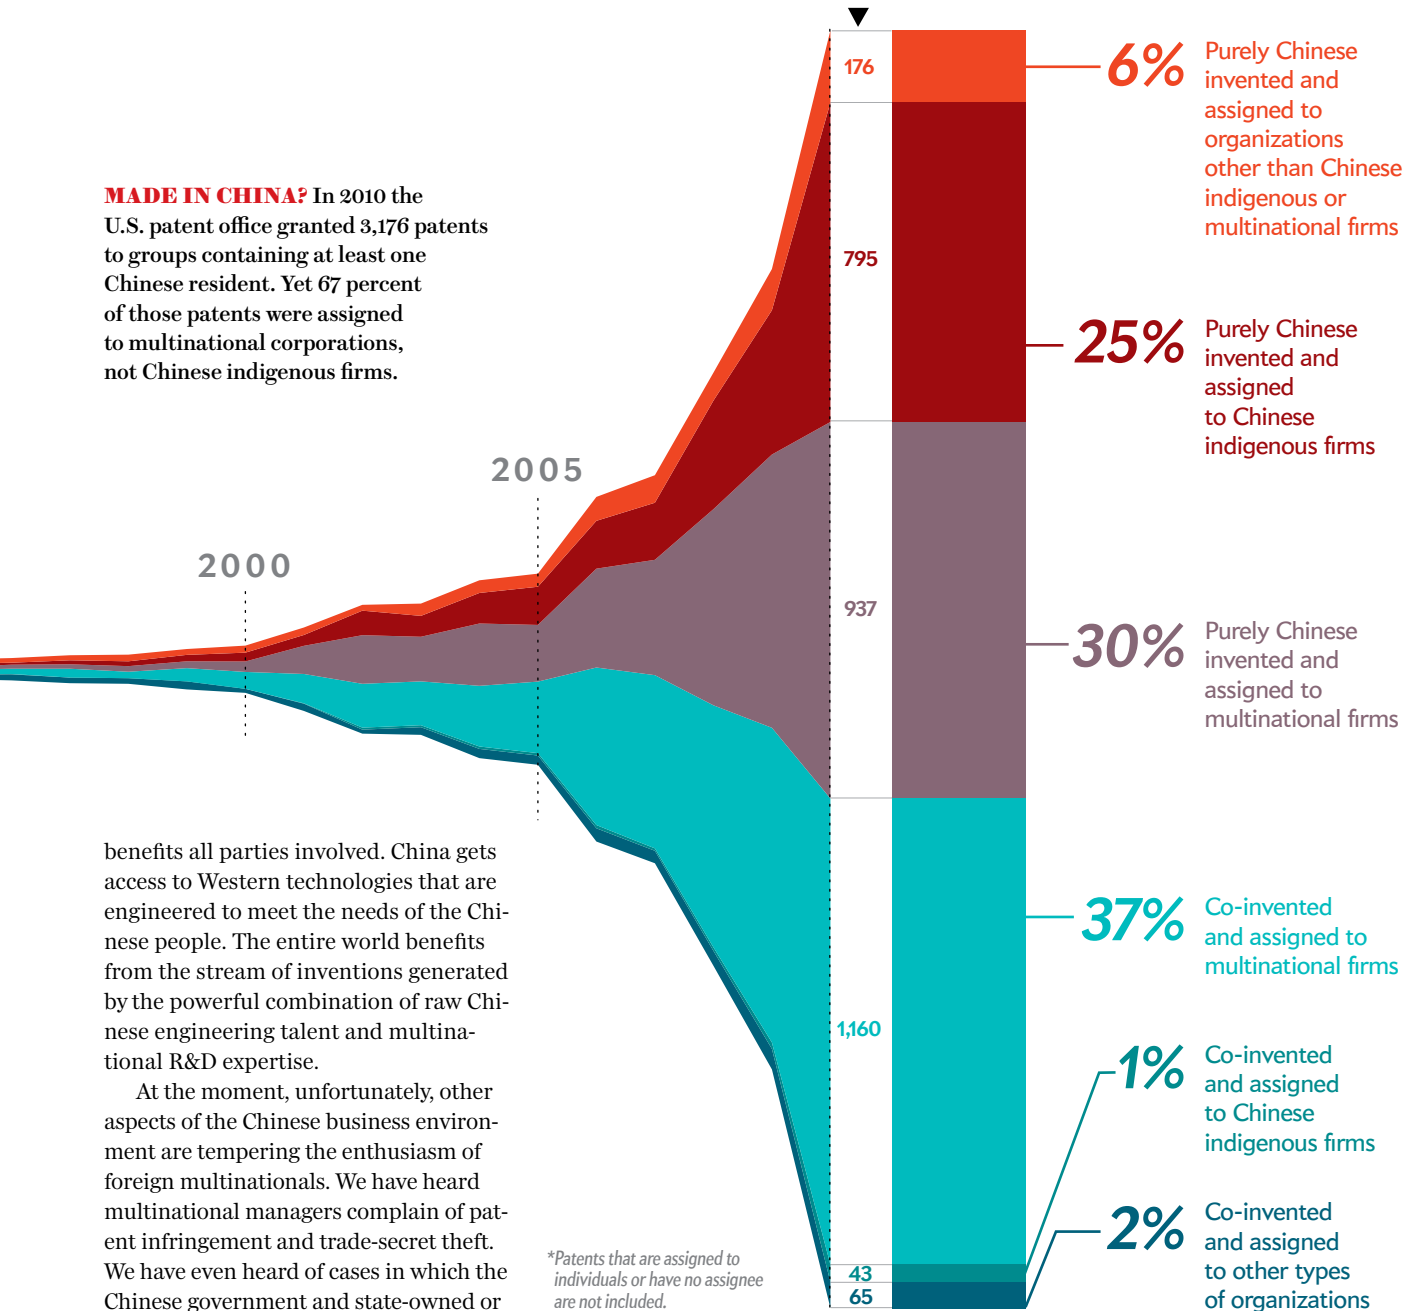 MADE IN CHINA? In 2010 the
U.S. patent office granted 3,176 patents
to groups containing at least one
Chinese resident. Yet 67 percent
of those patents were assigned
to multinational corporations,
not Chinese indigenous firms.
2000
2005
176
795
937
1,160
43
65
6%
Purely Chinese
invented and
assigned to
organizations
other than Chinese
indigenous or
multinational firms
25%
Purely Chinese
invented and
assigned
to Chinese
indigenous firms
30%
Purely Chinese
invented and
assigned to
multinational firms
37%
Co-invented
and assigned to
multinational firms
1%
Co-invented
and assigned
to Chinese
indigenous firms
2%
Co-invented
and assigned
to other types
of organizations
benefits all parties involved. China gets
access to Western technologies that are
engineered to meet the needs of the Chi-
nese people. The entire world benefits
from the stream of inventions generated
by the powerful combination of raw Chi-
nese engineering talent and multina-
tional R&D expertise.
At the moment, unfortunately, other
aspects of the Chinese business environ-
ment are tempering the enthusiasm of
foreign multinationals. We have heard
multinational managers complain of pat-
ent infringement and trade-secret theft.
We have even heard of cases in which the
Chinese government and state-owned or
*Patents that are assigned to
individuals or have no assignee
are not included.